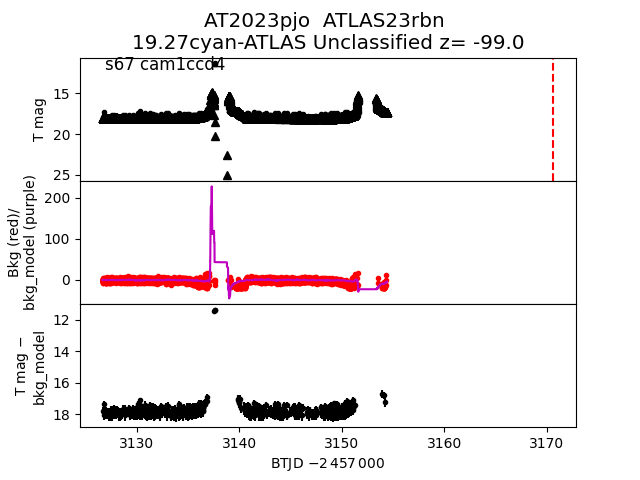 AT2023pjo  ATLAS23rbn
19.27cyan-ATLAS Unclassified z= -99.0
s67 cam1ccd4
T mag
15
20
25
Bkg (red)/
bkg_model (purple)
200
100
0
T mag −
bkg_model
12
14
16
18
3130 3140 3150 3160 3170
BTJD −2 457 000